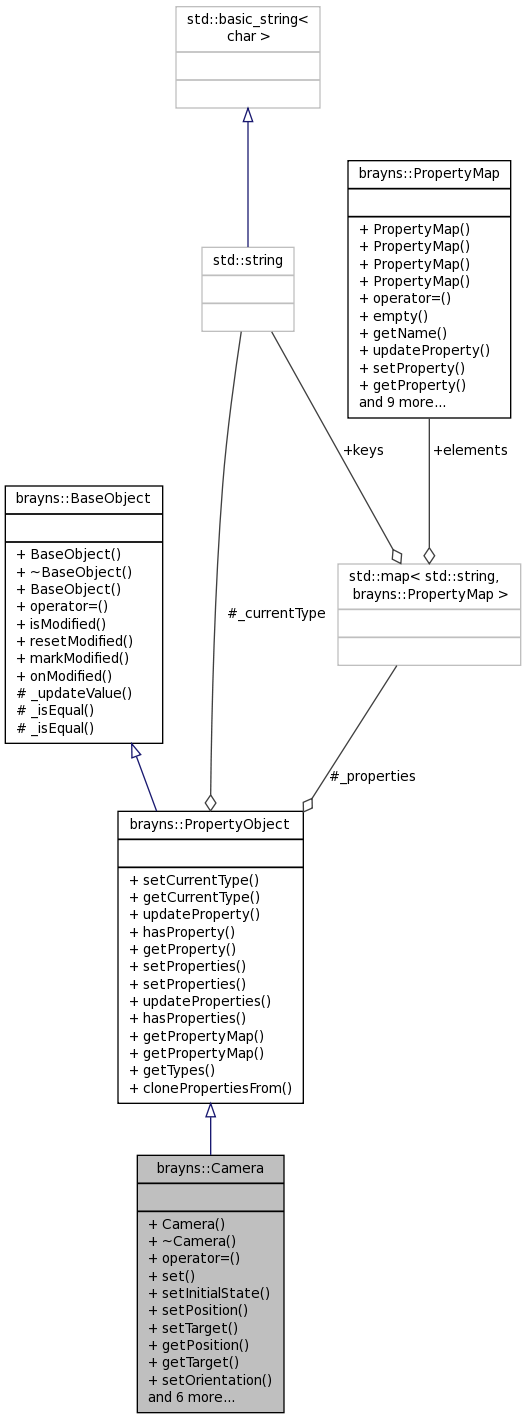 std::basic_string<
char >
brayns::PropertyMap
+ PropertyMap()
+ PropertyMap()
+ PropertyMap()
+ PropertyMap()
+ operator=()
+ empty()
+ getName()
+ updateProperty()
+ setProperty()
+ getProperty()
and 9 more...
std::string
+keys
+elements
brayns::BaseObject
+ BaseObject()
+ ~BaseObject()
+ BaseObject()
+ operator=()
+ isModified()
+ resetModified()
+ markModified()
+ onModified()
# _updateValue()
# _isEqual()
# _isEqual()
std::map< std::string,
brayns::PropertyMap >
#_currentType
#_properties
brayns::PropertyObject
+ setCurrentType()
+ getCurrentType()
+ updateProperty()
+ hasProperty()
+ getProperty()
+ setProperties()
+ setProperties()
+ updateProperties()
+ hasProperties()
+ getPropertyMap()
+ getPropertyMap()
+ getTypes()
+ clonePropertiesFrom()
brayns::Camera
+ Camera()
+ ~Camera()
+ operator=()
+ set()
+ setInitialState()
+ setPosition()
+ setTarget()
+ getPosition()
+ getTarget()
+ setOrientation()
and 6 more...